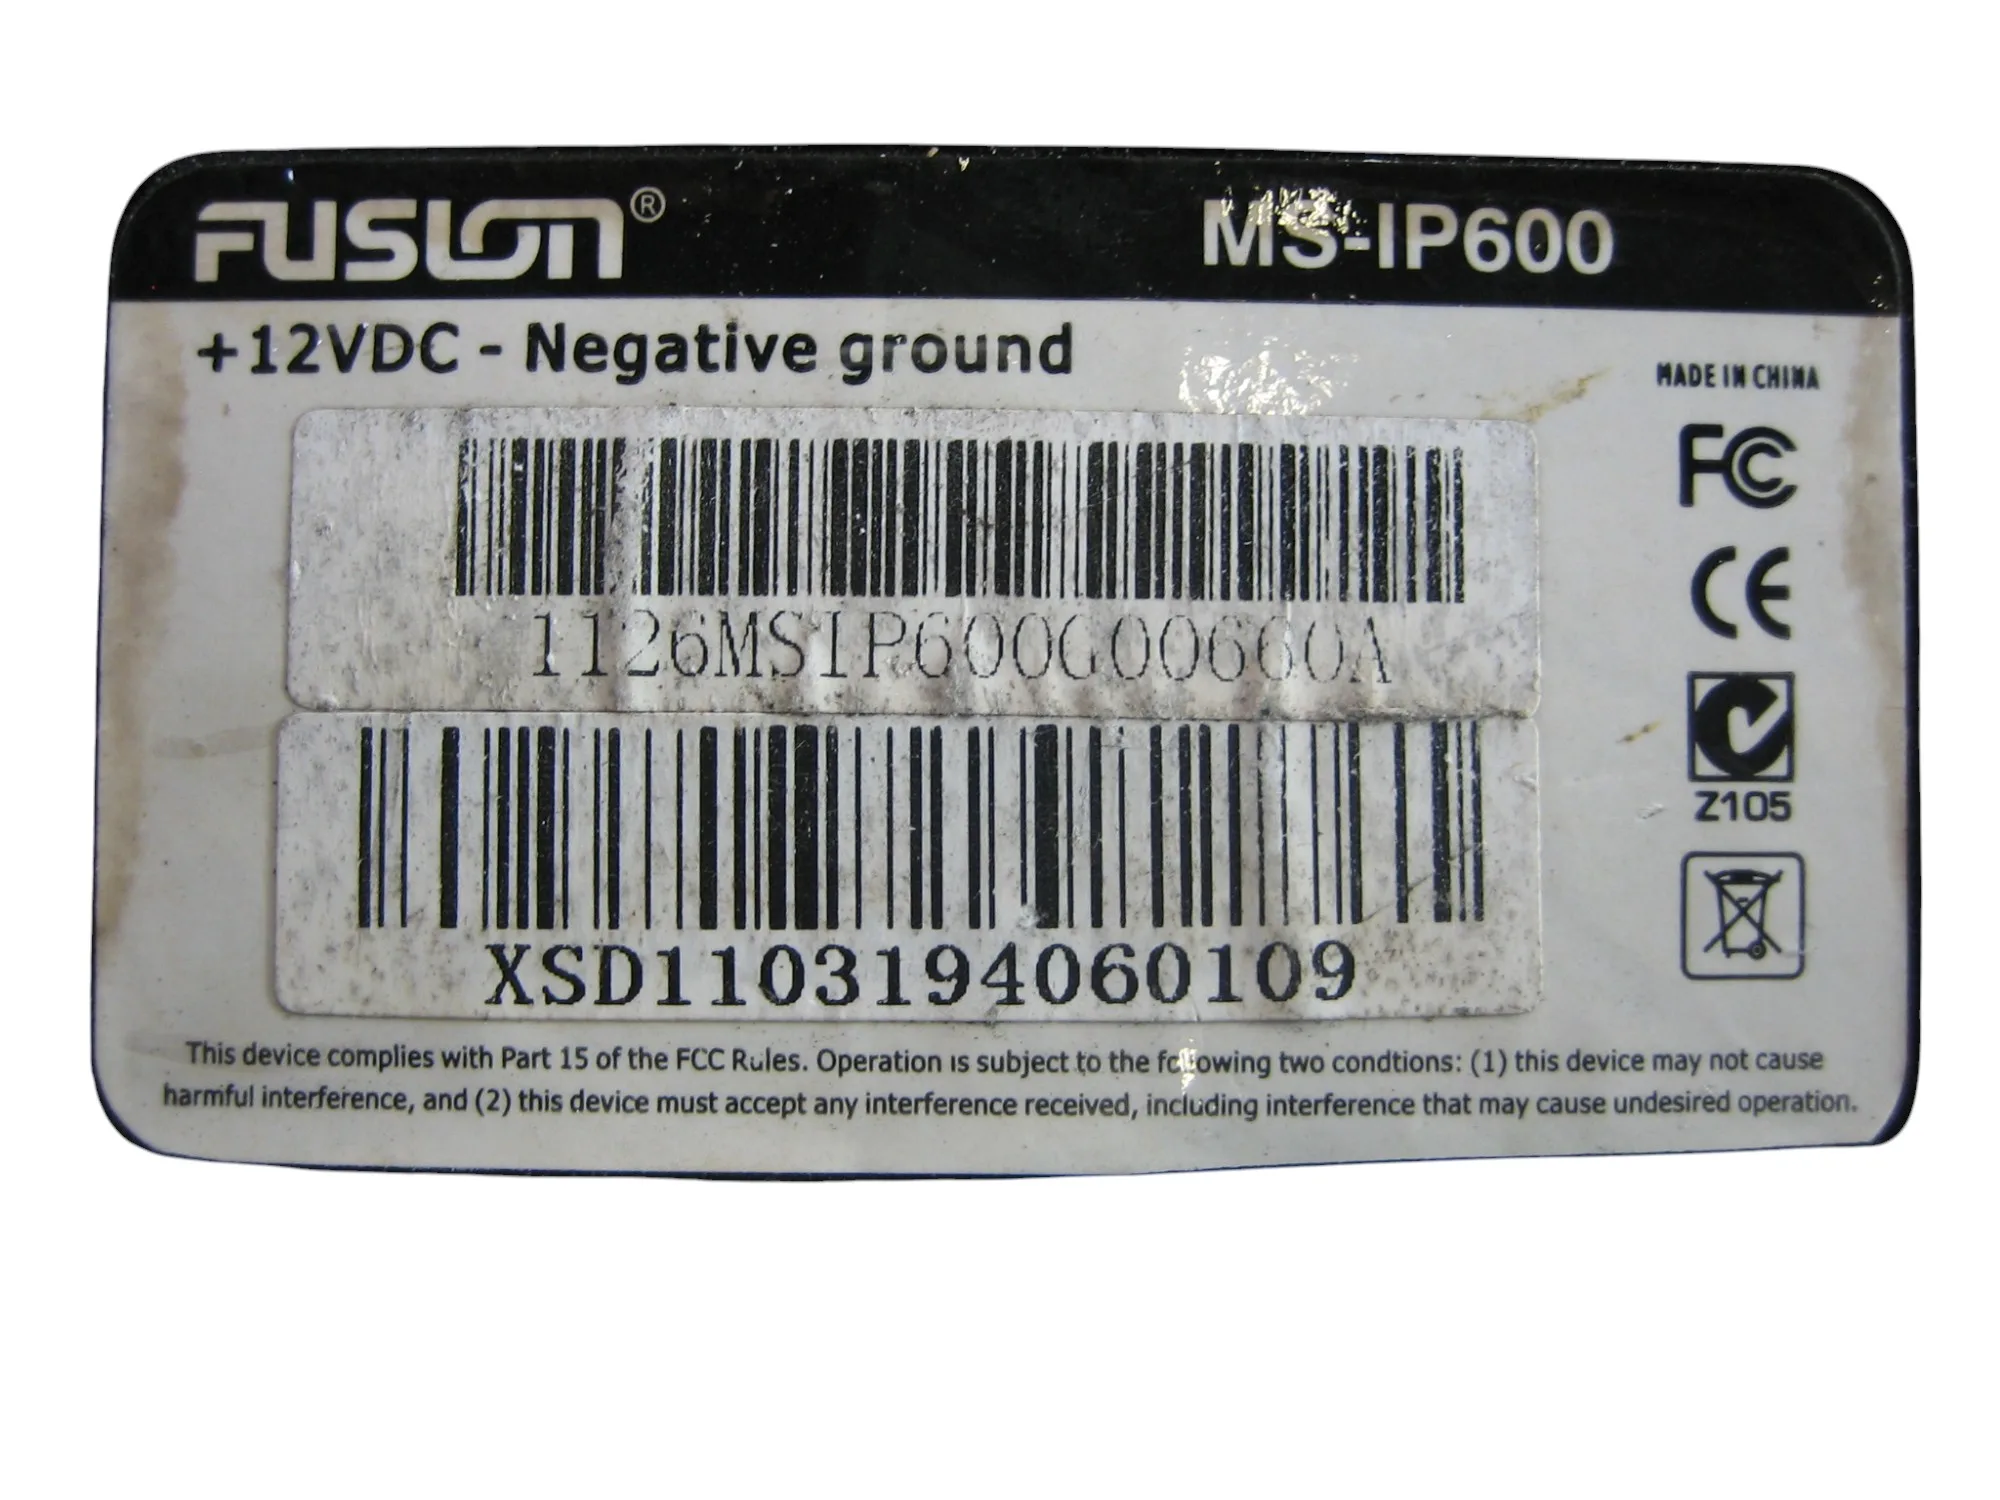 FUSION®
MS-IP600
+12VDC - Negative ground
MADE IN CHINA
FC
CE
1126MSIP600G00660A
Z105
XSD1103194060109
This device complies with Part 15 of the FCC Rules. Operation is subject to the following two condtions: (1) this device may not cause
harmful interference, and (2) this device must accept any interference received, including interference that may cause undesired operation.